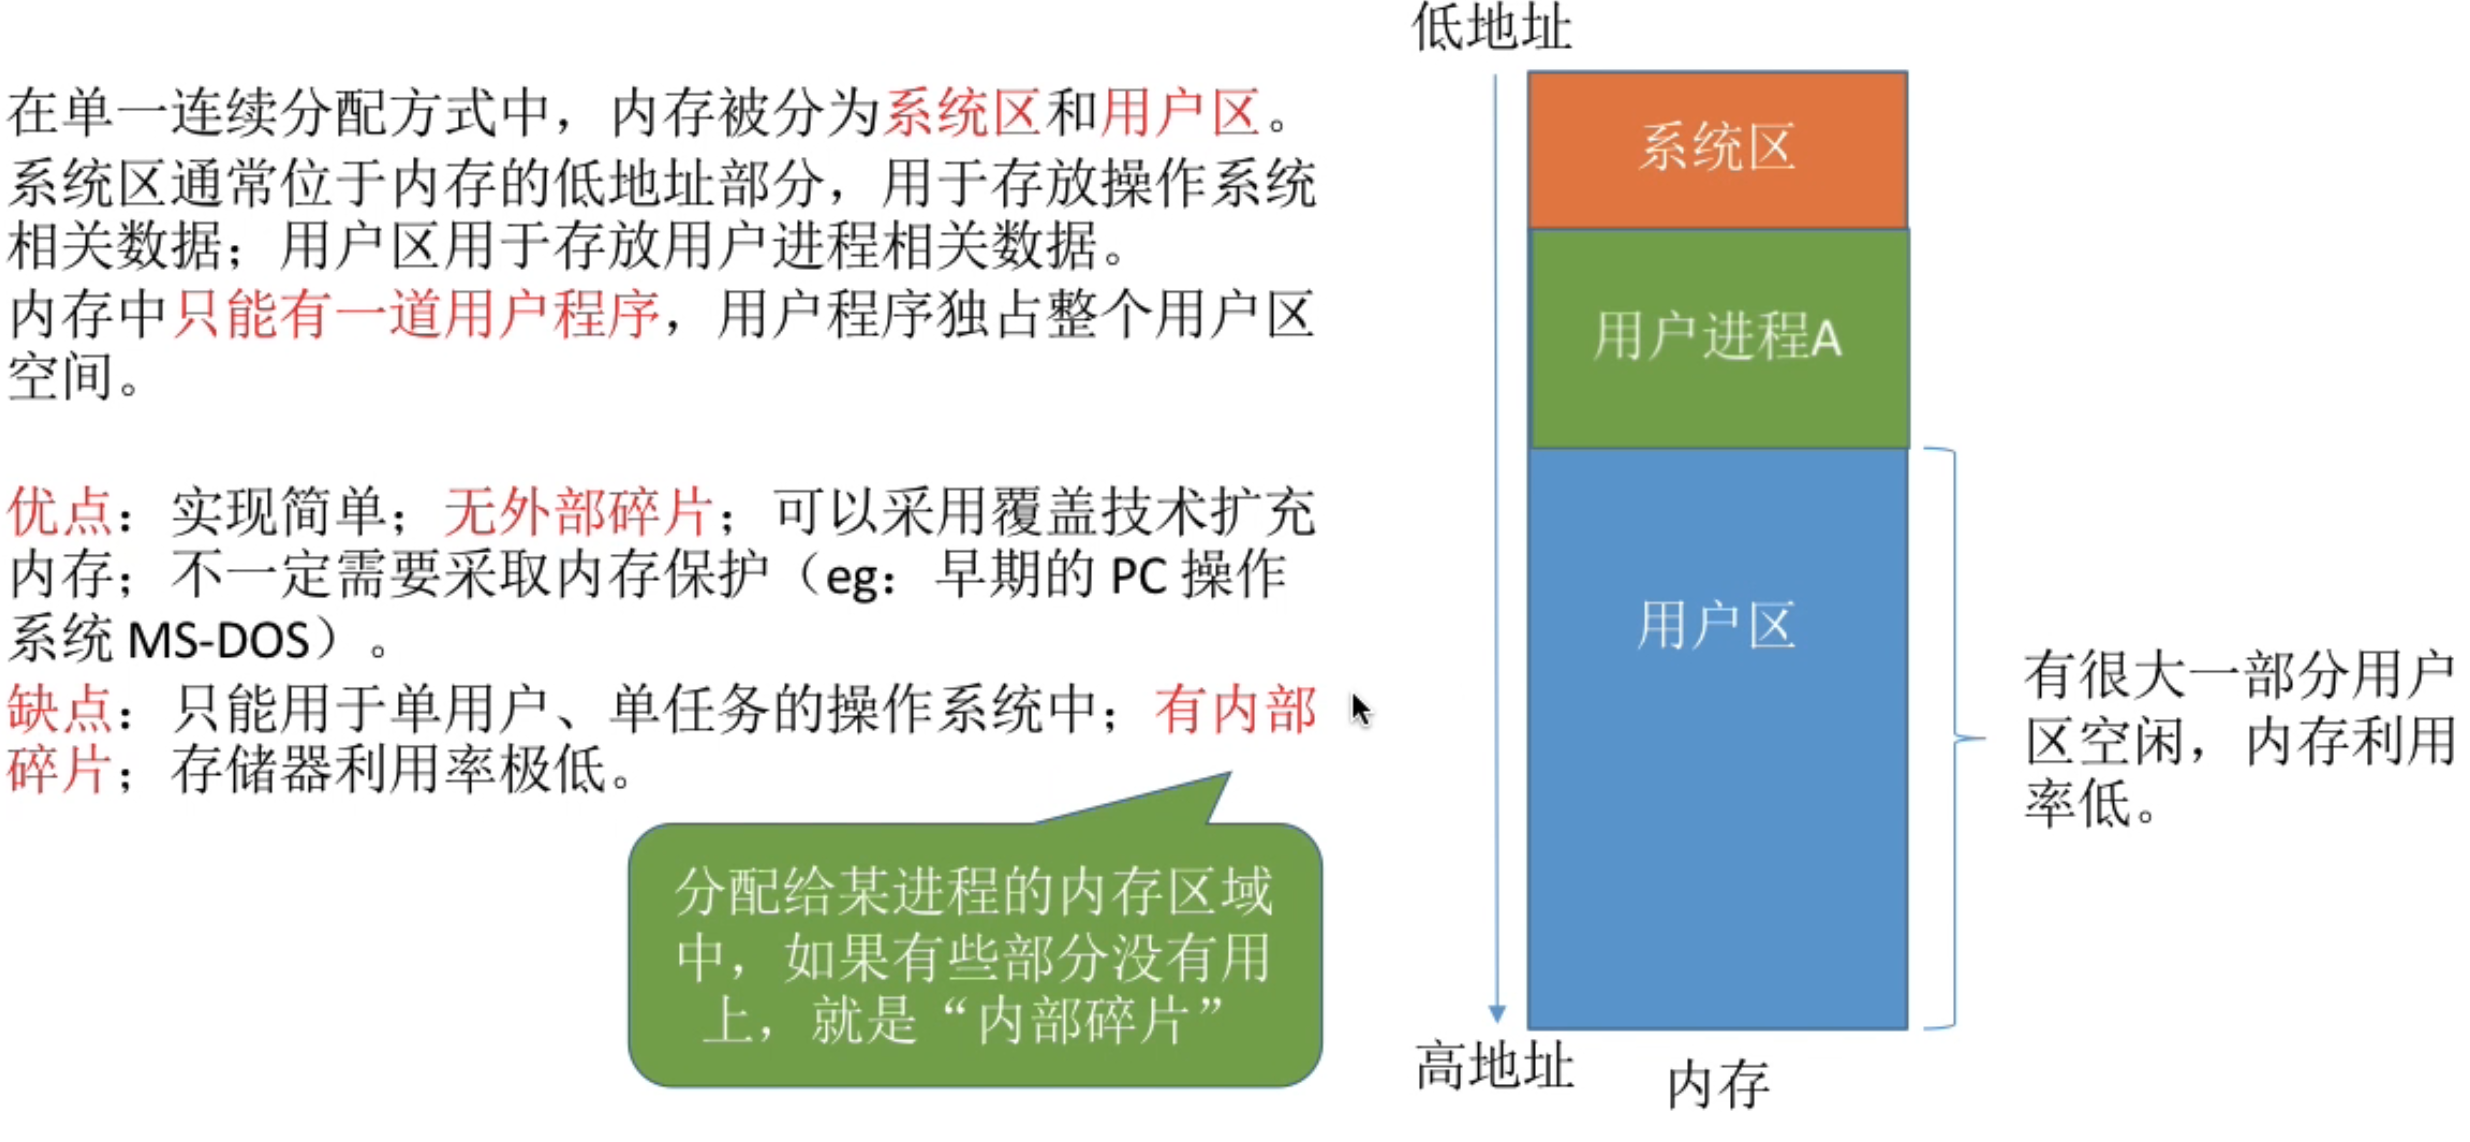 在单一连续分配方式中，内存被分为系统区和用户区。
系统区通常位于内存的低地址部分，用于存放操作系统
相关数据；用户区用于存放用户进程相关数据。
内存中只能有一道用户程序，用户程序独占整个用户区
空间。
优点：实现简单；无外部碎片；可以采用覆盖技术扩充
内存；不一定需要采取内存保护（eg：早期的 PC 操作
系统 MS-DOS）。
缺点：只能用于单用户、单任务的操作系统中；有内部
碎片；存储器利用率极低。
分配给某进程的内存区域
中，如果有些部分没有用
上，就是“内部碎片”
低地址
系统区
用户进程A
用户区
有很大一部分用户
区空闲，内存利用
率低。
高地址
内存